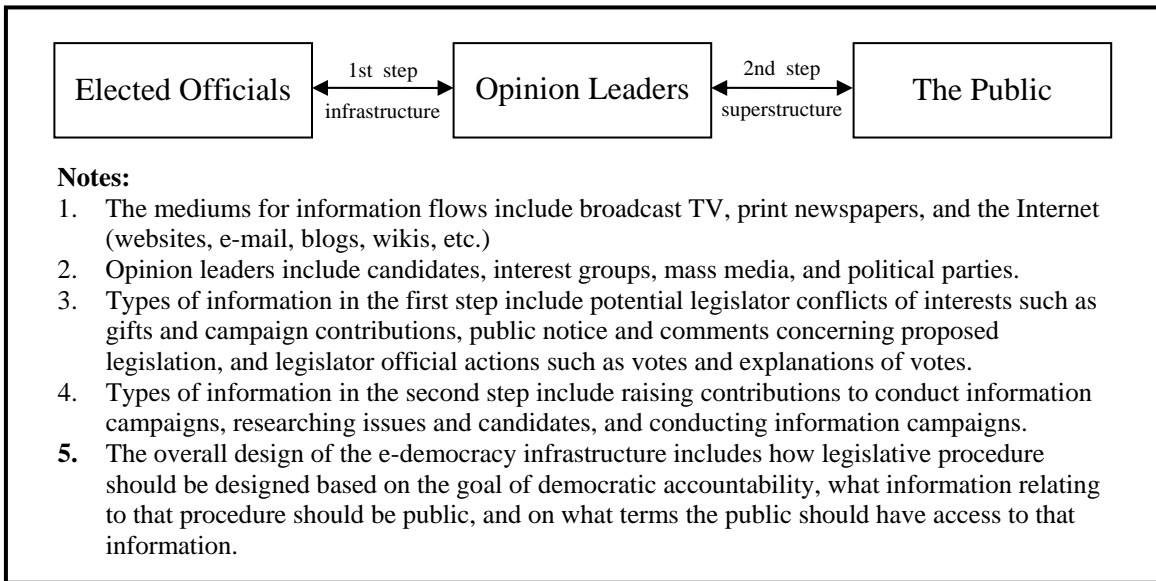 1st step
2nd step
Elected Officials
Opinion Leaders
The Public
infrastructure
superstructure
Notes:
1. The mediums for information flows include broadcast TV, print newspapers, and the Internet
(websites, e-mail, blogs, wikis, etc.)
2. Opinion leaders include candidates, interest groups, mass media, and political parties.
3. Types of information in the first step include potential legislator conflicts of interests such as
gifts and campaign contributions, public notice and comments concerning proposed
legislation, and legislator official actions such as votes and explanations of votes.
4. Types of information in the second step include raising contributions to conduct information
campaigns, researching issues and candidates, and conducting information campaigns.
5. The overall design of the e-democracy infrastructure includes how legislative procedure
should be designed based on the goal of democratic accountability, what information relating
to that procedure should be public, and on what terms the public should have access to that
information.